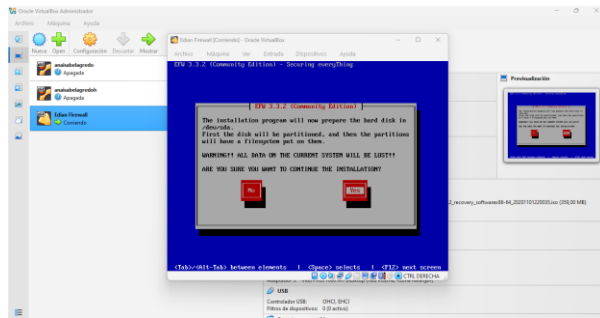 Oracle VirtualBox Administrador
Archivo Máquina Ayuda
Nueva Open Configuración Descartar Mostrar
anaisabelagredo
Apagada
anaisabelagredoh
Apagada
Edian Firewall
Corriendo
Edian Firewall [Corriendo] - Oracle VirtualBox
Archivo Máquina Ver Entrada Dispositivos Ayuda
EFW 3.3.2 (Community Edition) - Securing everyThing
EFW 3.3.2 (Community Edition)
The installation program will now prepare the hard disk in
/dev/sda.
First the disk will be partitioned, and then the partitions
will have a filesystem put on them.
WARNING!! ALL DATA ON THE CURRENT SYSTEM WILL BE LOST!!
ARE YOU SURE YOU WANT TO CONTINUE THE INSTALLATION?
No Yes
<Tab>/<Alt-Tab> between elements | <Space> selects | <F12> next screen
CTRL DERECHA
Previsualización
USB
Controlador USB: OHCI, EHCI
Filtros de dispositivos: 0 (0 activo)